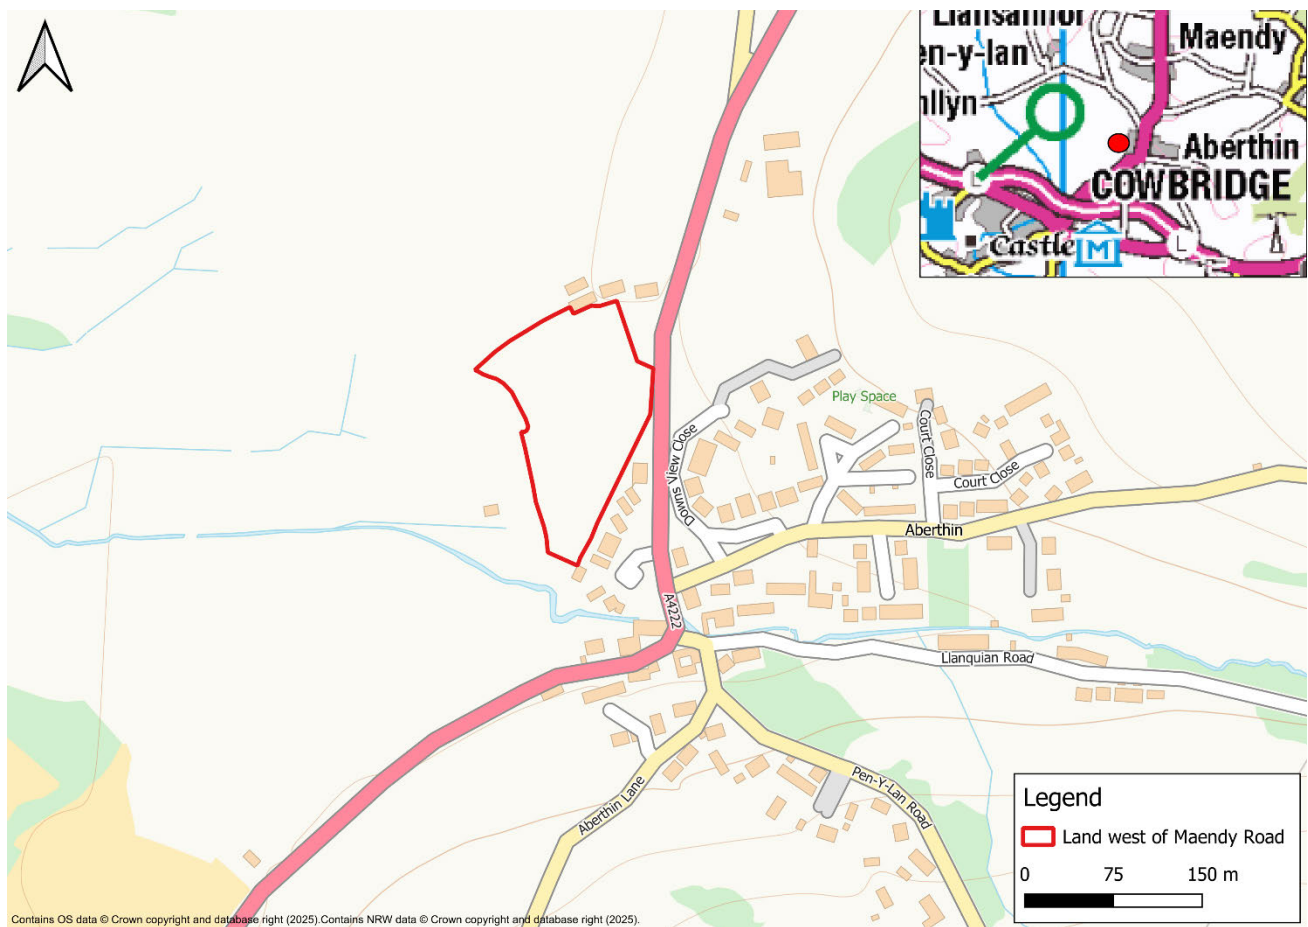 Llansannor
Maendy
en-y-lan
hllyn
Aberthin
L
COWBRIDGE
Castle
M
L
Play Space
Court Close
Court Close
Downs View Close
Aberthin
A4222
Llanquian Road
Aberthin Lane
Pen-Y-Lan Road
Legend
Land west of Maendy Road
0 75 150 m
Contains OS data © Crown copyright and database right (2025).Contains NRW data © Crown copyright and database right (2025).